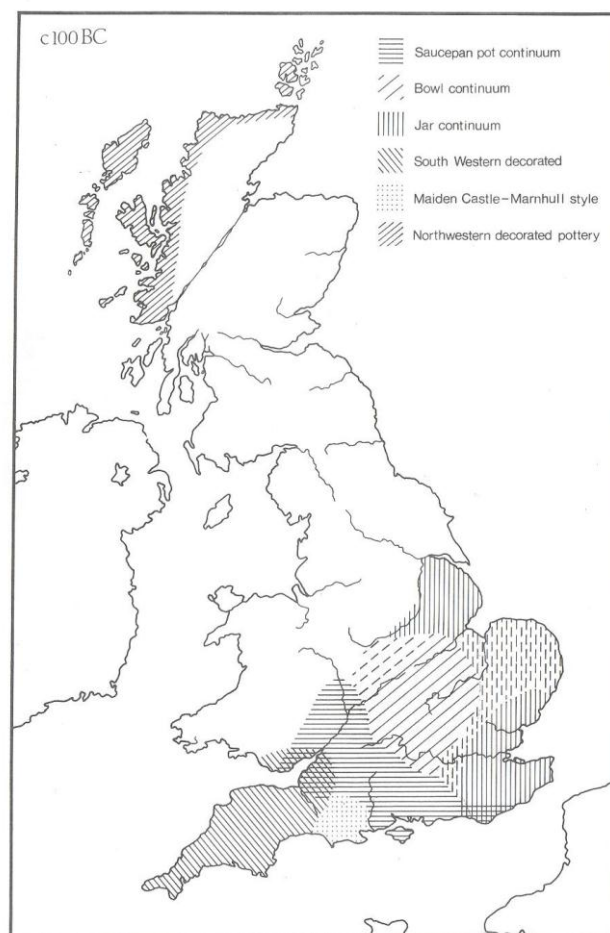 c100 BC
Saucepan pot continuum
Bowl continuum
Jar continuum
South Western decorated
Maiden Castle–Marnhull style
Northwestern decorated pottery